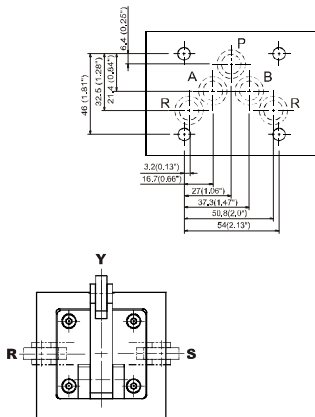 6,4 (0,25")
P
A
B
R
R
46 (1.81")
32,5 (1.28")
21,4 (0.84")
3,2(0.13")
16,7(0.66")
27(1.06")
37,3(1.47")
50,8(2,0")
54(2.13")
Y
R
S